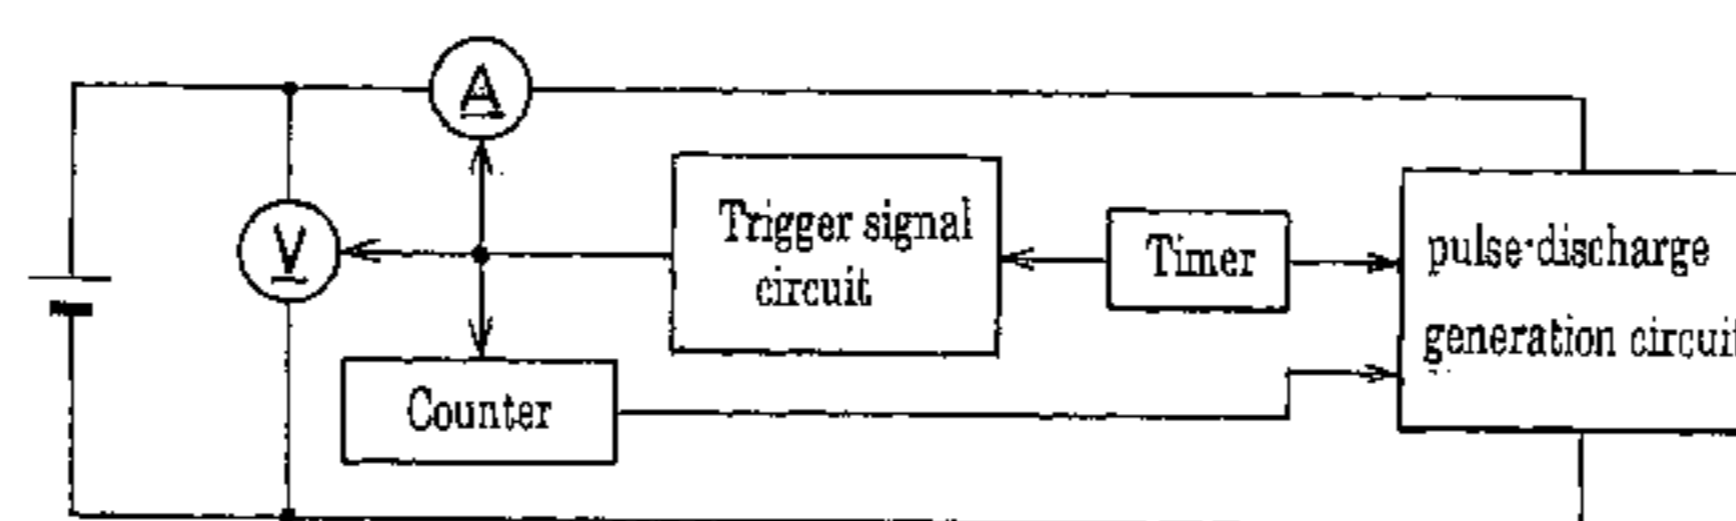 A
Trigger signal
circuit
V
Timer
pulse·discharge
generation circuit
Counter